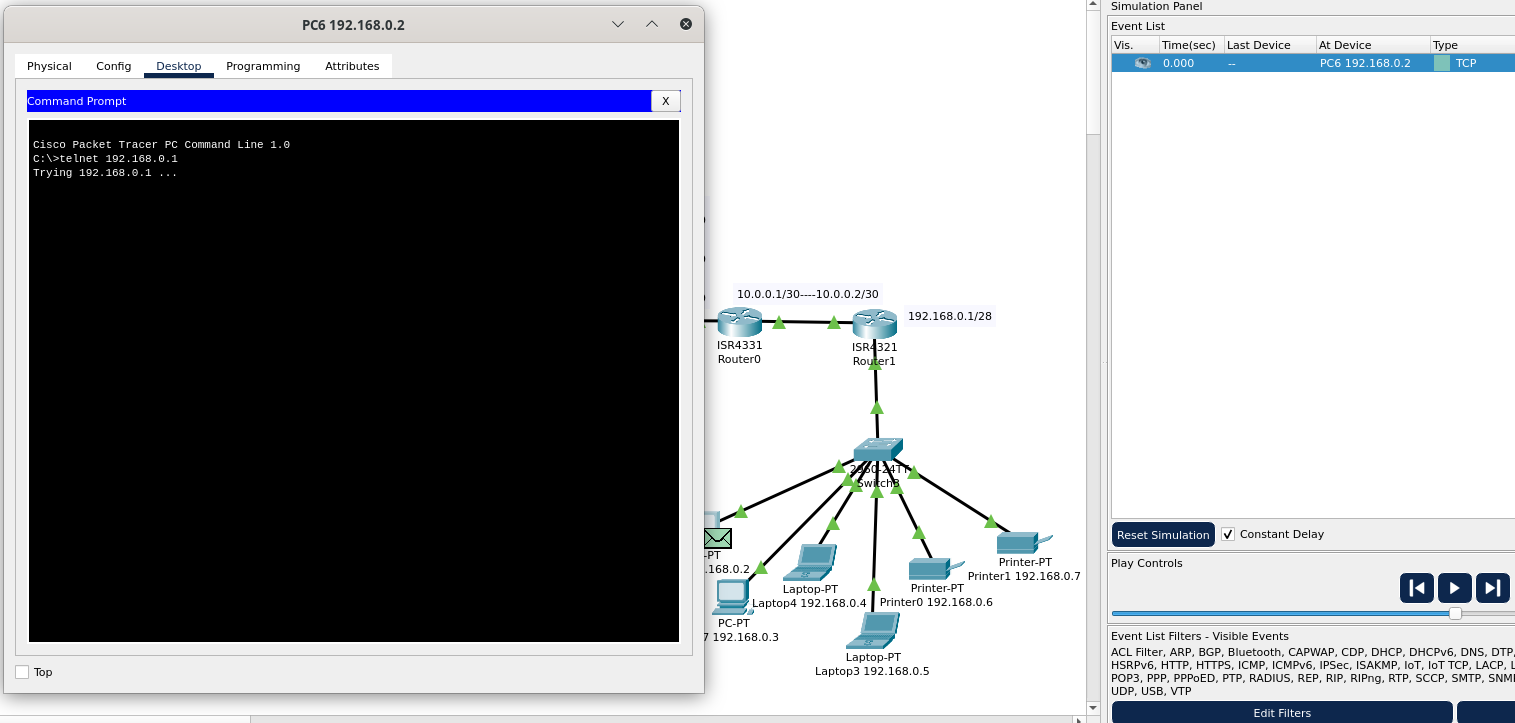 PC6 192.168.0.2
Physical Config Desktop Programming Attributes
Command Prompt
X
Cisco Packet Tracer PC Command Line 1.0
C:\>telnet 192.168.0.1
Trying 192.168.0.1 ...
Top
10.0.0.1/30----10.0.0.2/30
192.168.0.1/28
ISR4331
Router0
ISR4321
Router1
2960-24TT
Switch3
-PT
.168.0.2
PC-PT
7 192.168.0.3
Laptop-PT
Laptop4 192.168.0.4
Laptop-PT
Laptop3 192.168.0.5
Printer-PT
Printer0 192.168.0.6
Printer-PT
Printer1 192.168.0.7
Simulation Panel
Event List
Vis. Time(sec) Last Device At Device Type
0.000 -- PC6 192.168.0.2 TCP
Reset Simulation Constant Delay
Play Controls
Event List Filters - Visible Events
ACL Filter, ARP, BGP, Bluetooth, CAPWAP, CDP, DHCP, DHCPv6, DNS, DTP,
HSRPv6, HTTP, HTTPS, ICMP, ICMPv6, IPSec, ISAKMP, IoT, IoT TCP, LACP, L
POP3, PPP, PPPoED, PTP, RADIUS, REP, RIP, RIPng, RTP, SCCP, SMTP, SNM
UDP, USB, VTP
Edit Filters